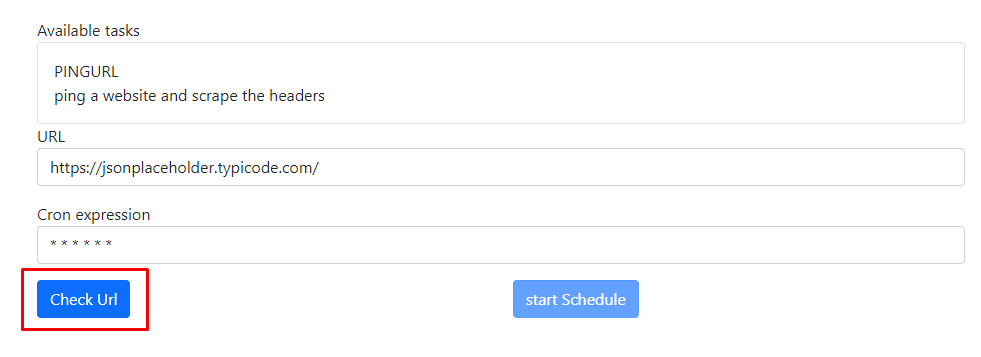 Available tasks
PINGURL
ping a website and scrape the headers
URL
https://jsonplaceholder.typicode.com/
Cron expression
* * * * * *
Check Url
start Schedule